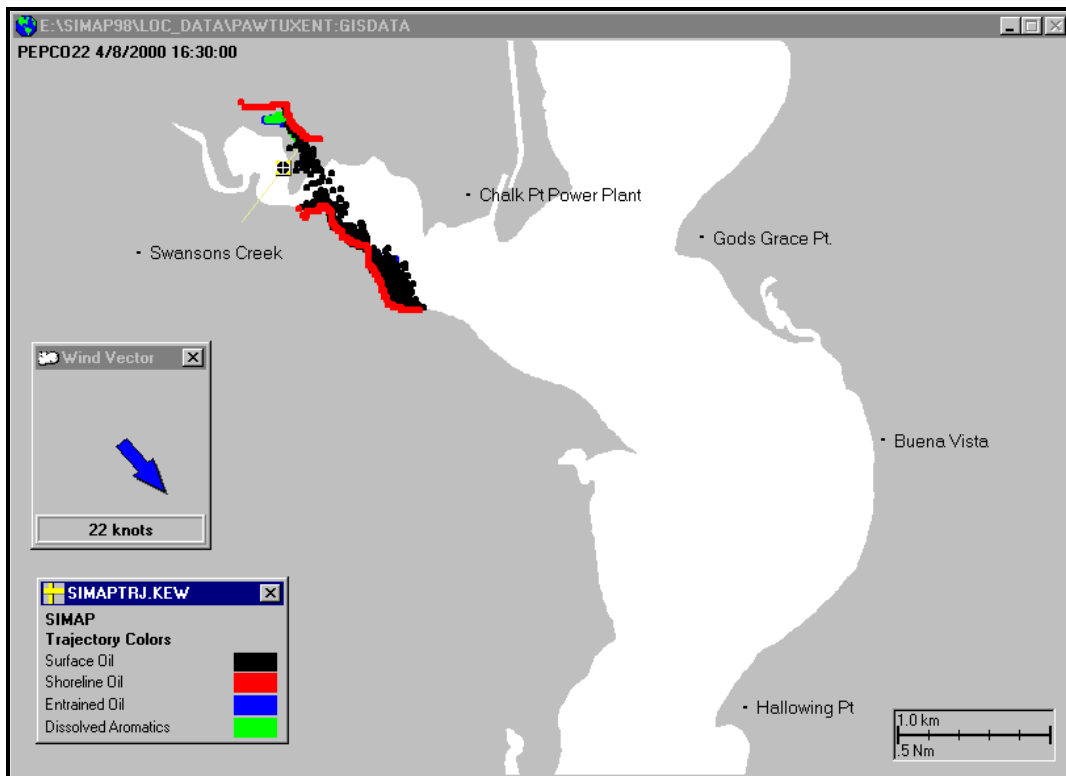 E:\SIMAP98\LOC_DATA\PAWTUXENT:GISDATA
PEPCO22 4/8/2000 16:30:00
Chalk Pt Power Plant
Gods Grace Pt.
Swansons Creek
Wind Vector
22 knots
Buena Vista
SIMAPTRJ.KEW
SIMAP
Trajectory Colors
Surface Oil
Shoreline Oil
Entrained Oil
Dissolved Aromatics
Hallowing Pt
1.0 km
.5 Nm